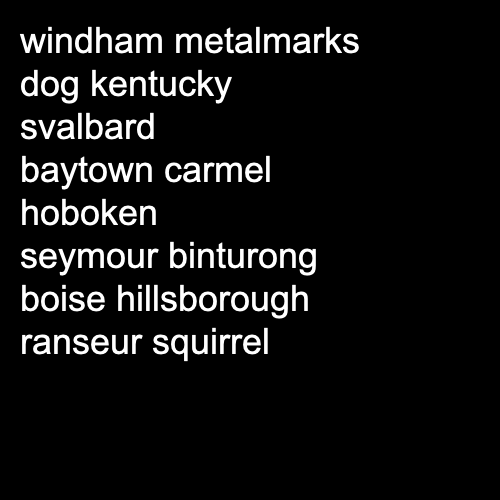 windham metalmarks
dog kentucky
svalbard
baytown carmel
hoboken
seymour binturong
boise hillsborough
ranseur squirrel